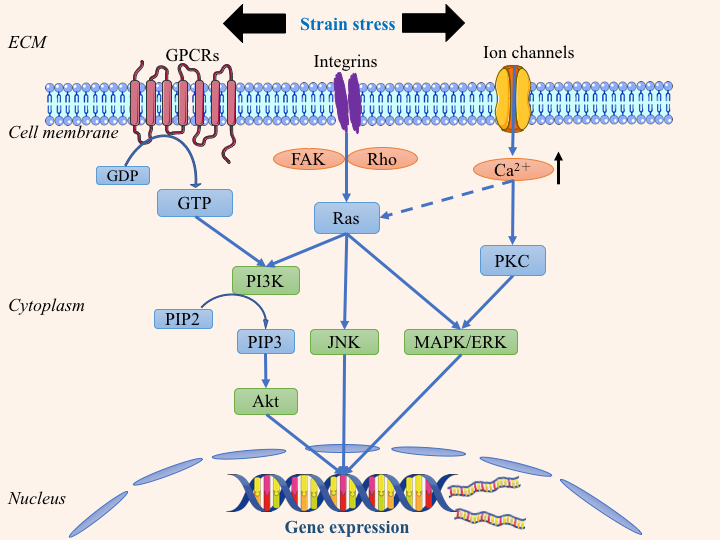 Strain stress
ECM
GPCRs
Integrins
Ion channels
Cell membrane
FAK
Rho
Ca²⁺
GDP
GTP
Ras
PKC
PI3K
Cytoplasm
PIP2
PIP3
JNK
MAPK/ERK
Akt
Nucleus
Gene expression